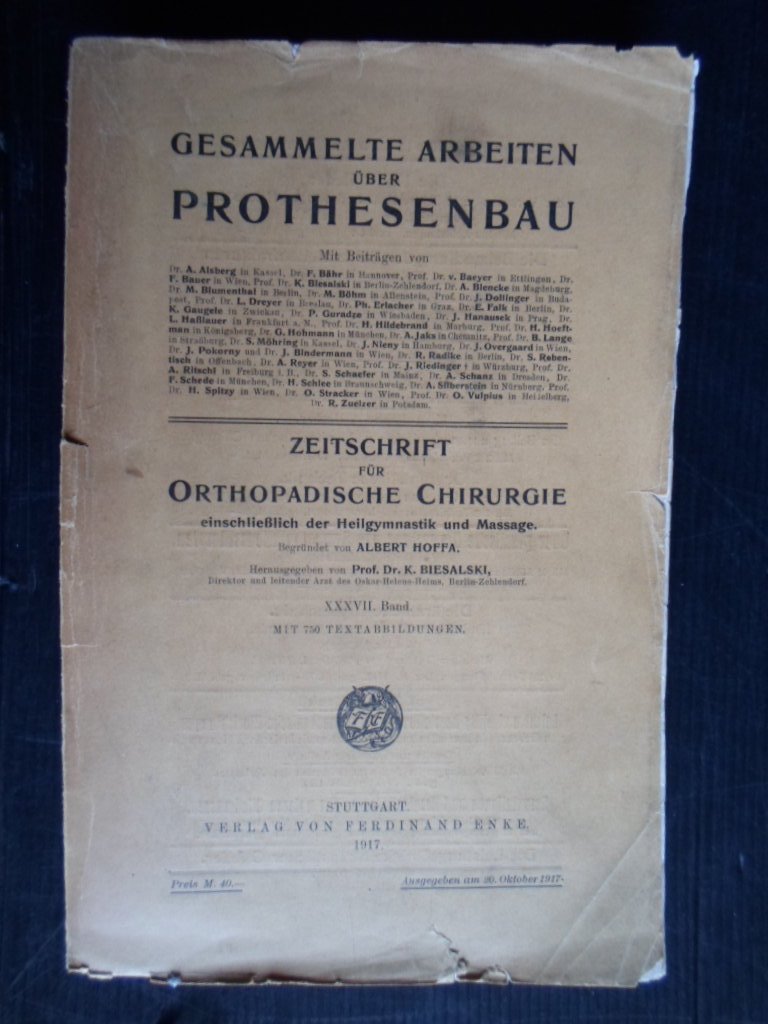 GESAMMELTE ARBEITEN
ÜBER
PROTHESENBAU
Mit Beiträgen von
Dr. A. Alsberg in Kassel, Dr. F. Bähr in Hannover, Prof. Dr. v. Baeyer in Ettlingen, Dr.
F. Bauer in Wien, Prof. Dr. K. Biesalski in Berlin-Zehlendorf, Dr. A. Blencke in Magdeburg,
Dr. M. Blumenthal in Berlin, Dr. M. Böhm in Allenstein, Prof. Dr. J. Dollinger in Buda-
pest, Prof. Dr. L. Dreyer in Breslau, Dr. Ph. Erlacher in Graz, Dr. E. Falk in Berlin, Dr.
K. Gaugele in Zwickau, Dr. P. Guradze in Wiesbaden, Dr. J. Hanausek in Prag, Dr.
L. Haßlauer in Frankfurt a. M., Prof. Dr. H. Hildebrand in Marburg, Prof. Dr. H. Hoeft-
man in Königsberg, Dr. G. Hohmann in München, Dr. A. Jaks in Chemnitz, Prof. Dr. B. Lange
in Straßburg, Dr. S. Möhring in Kassel, Dr. J. Nieny in Hamburg, Dr. J. Overgaard in Wien,
Dr. J. Pokorny und Dr. J. Bindermann in Wien, Dr. R. Radike in Berlin, Dr. S. Reben-
tisch in Offenbach, Dr. A. Reyer in Wien, Prof. Dr. J. Riedinger † in Würzburg, Prof. Dr.
A. Ritschl in Freiburg i. B., Dr. S. Schaefer in Mainz, Dr. A. Schanz in Dresden, Dr.
F. Schede in München, Dr. H. Schlee in Braunschweig, Dr. A. Silberstein in Nürnberg, Prof.
Dr. H. Spitzy in Wien, Dr. O. Stracker in Wien, Prof. Dr. O. Vulpius in Heidelberg,
Dr. R. Zuelzer in Potsdam.
ZEITSCHRIFT
FÜR
ORTHOPADISCHE CHIRURGIE
einschließlich der Heilgymnastik und Massage.
Begründet von ALBERT HOFFA.
Herausgegeben von Prof. Dr. K. BIESALSKI,
Direktor und leitender Arzt des Oskar-Helene-Heims, Berlin-Zehlendorf.
XXXVII. Band.
MIT 750 TEXTABBILDUNGEN.
FE
STUTTGART.
VERLAG VON FERDINAND ENKE.
1917.
Preis M. 40.—
Ausgegeben am 20. Oktober 1917.